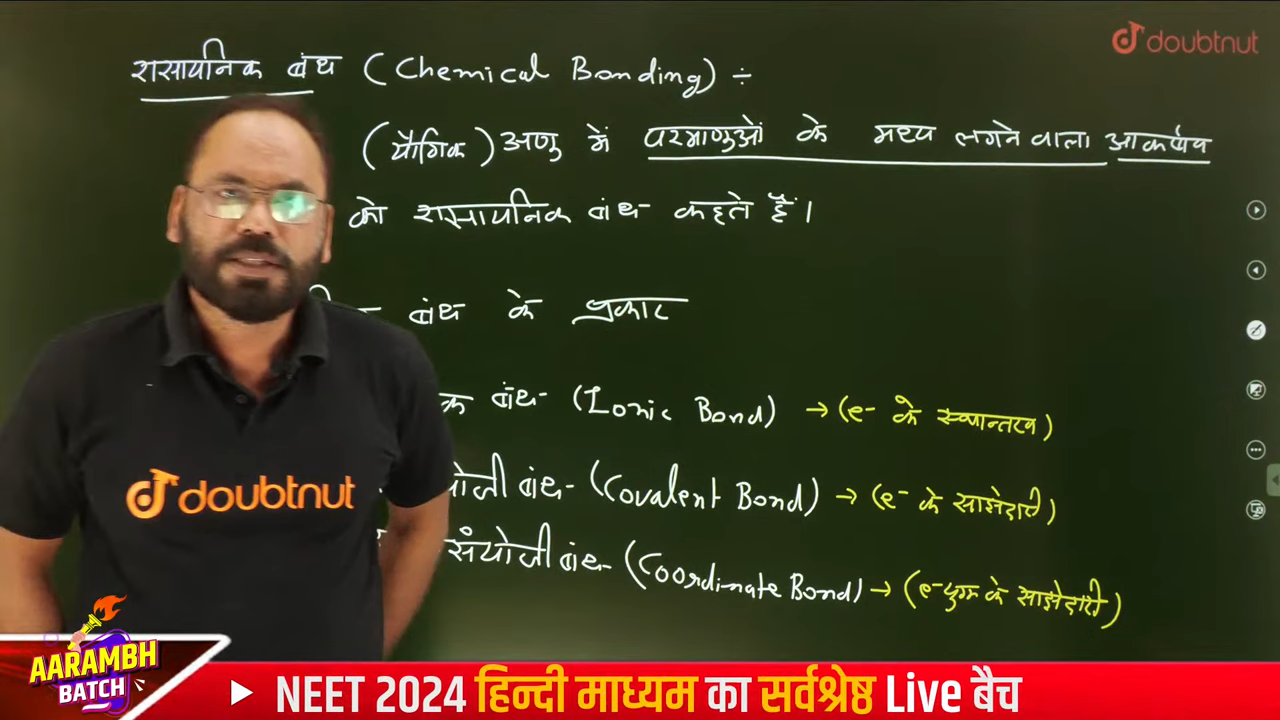 doubtnut
रासायनिक बंध (Chemical Bonding) ÷
(यौगिक) अणु में परमाणुओं के मध्य लगने वाला आकर्षण
को रासायनिक बंध कहते हैं।
बंध के प्रकार
क बंध- (Ionic Bond) → (e- के स्थानान्तरण)
योजी बंध- (Covalent Bond) → (e- के साझेदारी)
संयोजी बंध- (Coordinate Bond) → (e- युग्म के साझेदारी)
doubtnut
AARAMBH
BATCH
NEET 2024 हिन्दी माध्यम का सर्वश्रेष्ठ Live बैच